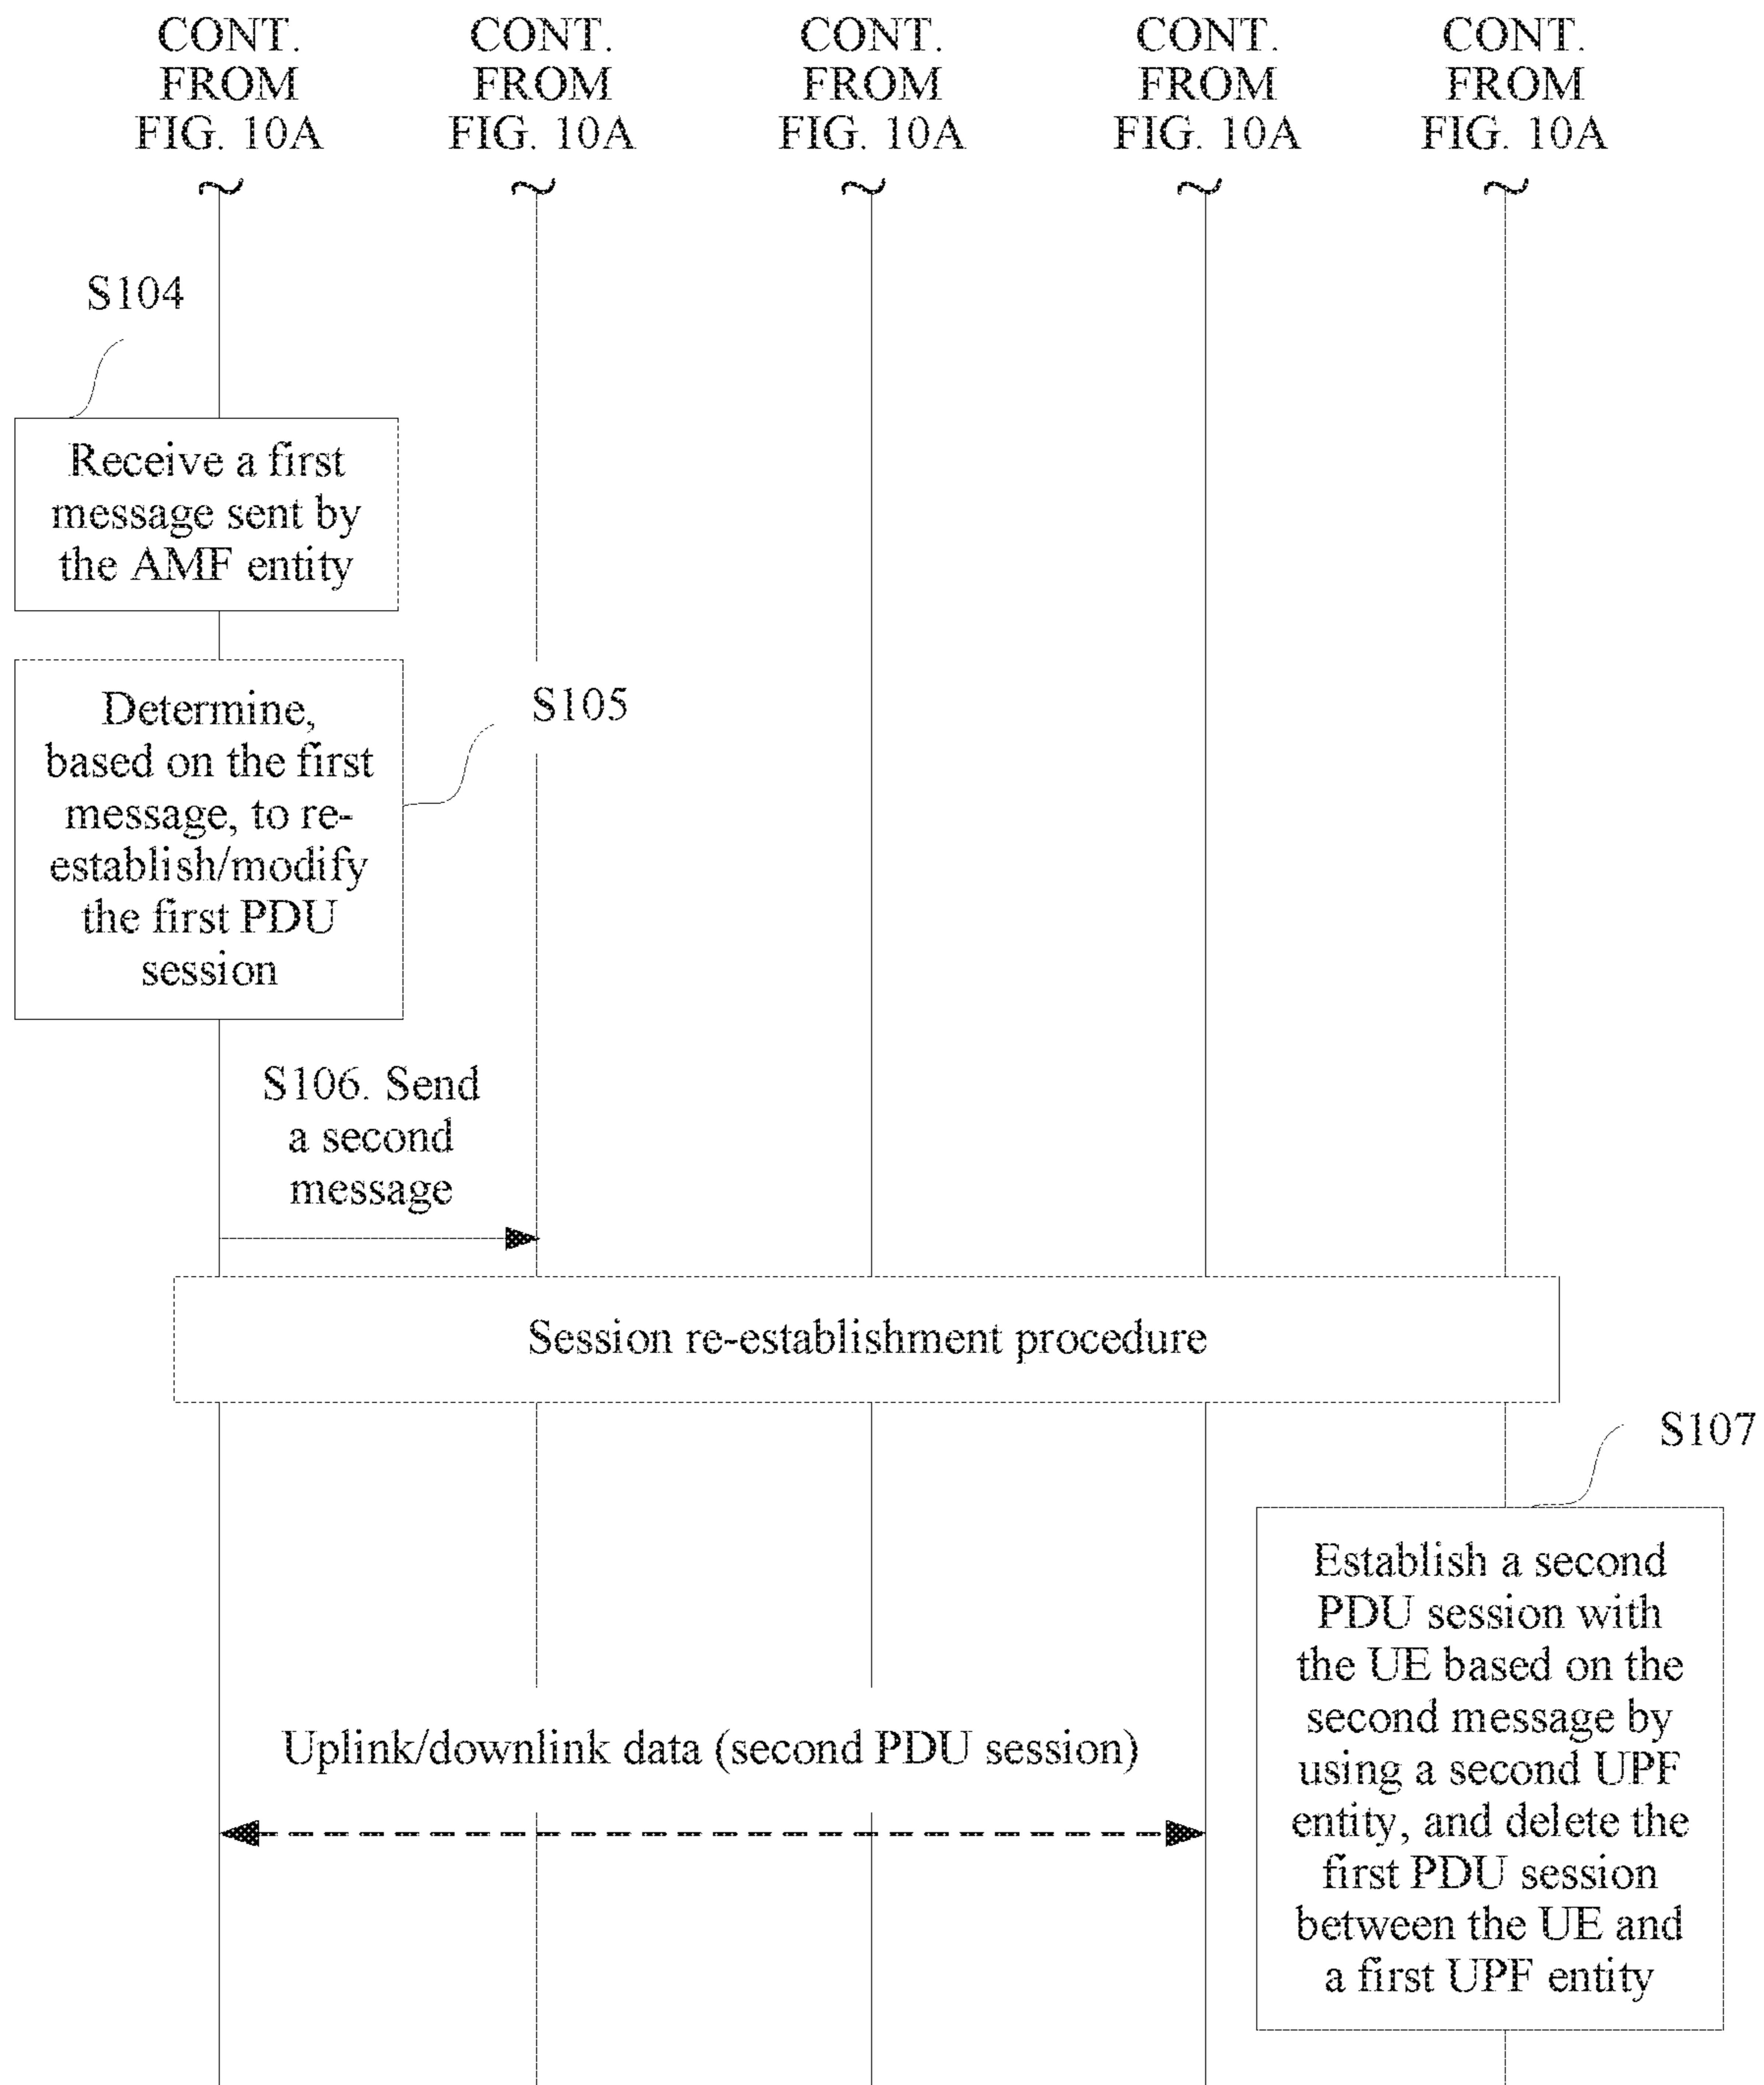 CONT.
FROM
FIG. 10A
CONT.
FROM
FIG. 10A
CONT.
FROM
FIG. 10A
CONT.
FROM
FIG. 10A
CONT.
FROM
FIG. 10A
S104
Receive a first
message sent by
the AMF entity
S105
Determine,
based on the first
message, to re-
establish/modify
the first PDU
session
S106. Send
a second
message
Session re-establishment procedure
S107
Establish a second
PDU session with
the UE based on the
second message by
using a second UPF
entity, and delete the
first PDU session
between the UE and
a first UPF entity
Uplink/downlink data (second PDU session)